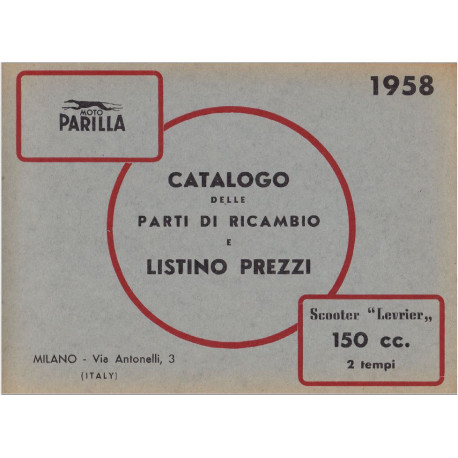 MOTO
PARILLA
1958
CATALOGO
DELLE
PARTI DI RICAMBIO
E
LISTINO PREZZI
Scooter "Levrier„
150 cc.
2 tempi
MILANO - Via Antonelli, 3
(ITALY)